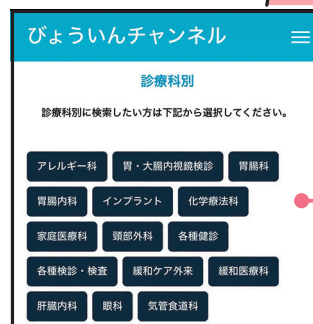 びょういんチャンネル
診療科別
診療科別に検索したい方は下記から選択してください。
アレルギー科 胃・大腸内視鏡検診 胃腸科
胃腸内科 インプラント 化学療法科
家庭医療科 頸部外科 各種健診
各種検診・検査 緩和ケア外来 緩和医療科
肝臓内科 眼科 気管食道科